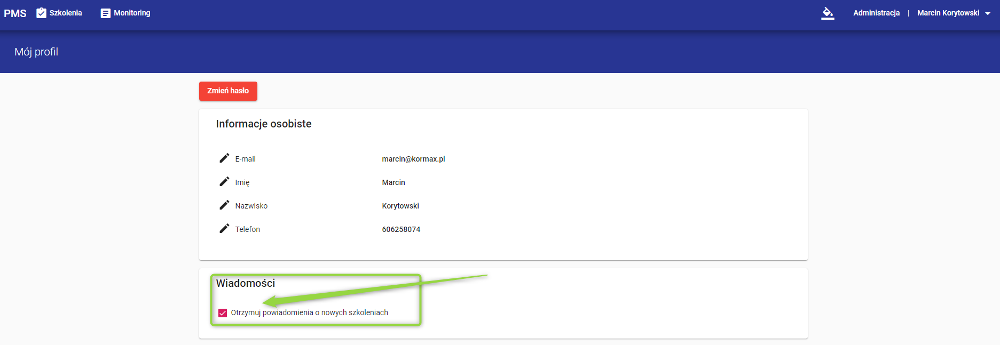 PMS Szkolenia Monitoring Administracja | Marcin Korytowski
Mój profil
Zmień hasło
Informacje osobiste
E-mail marcin@kormax.pl
Imię Marcin
Nazwisko Korytowski
Telefon 606258074
Wiadomości
Otrzymuj powiadomienia o nowych szkoleniach